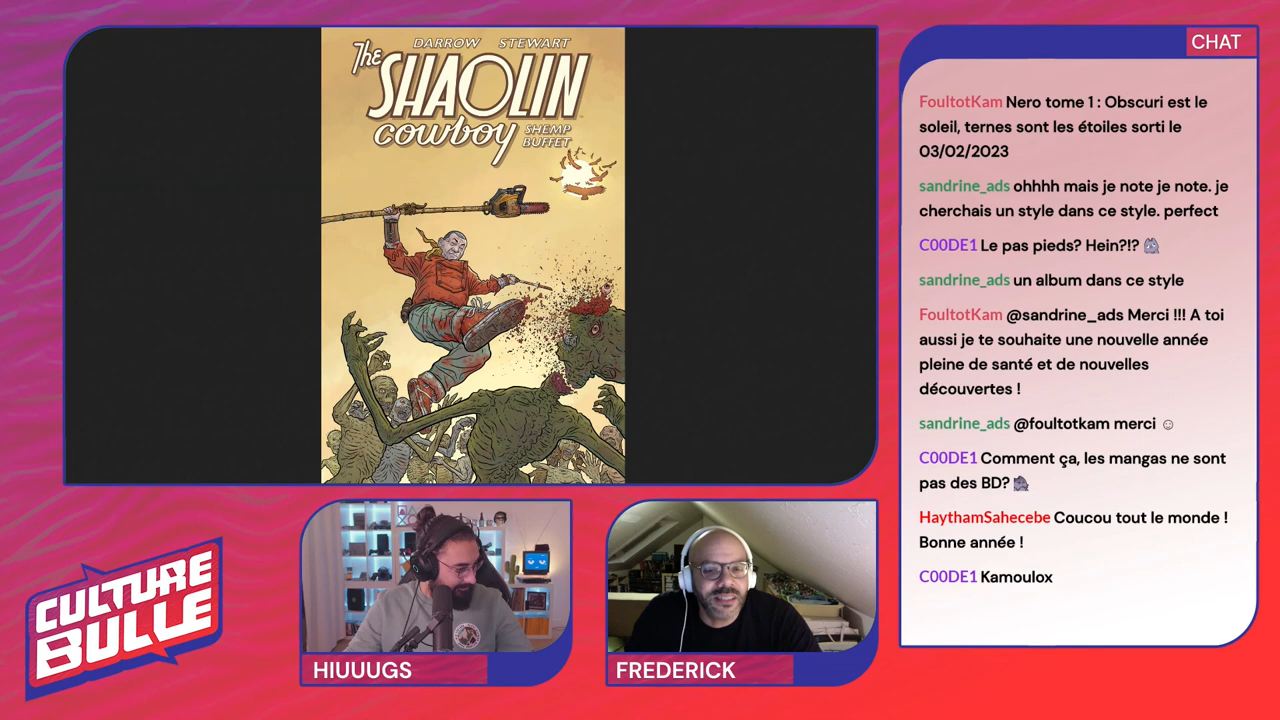 DARROW STEWART
The
SHAOLIN
cowboy SHEMP
BUFFET
CULTURE
BULLE
HIUUUGS
FREDERICK
CHAT
FoultotKam Nero tome 1 : Obscuri est le
soleil, ternes sont les étoiles sorti le
03/02/2023
sandrine_ads ohhhh mais je note je note. je
cherchais un style dans ce style. perfect
C00DE1 Le pas pieds? Hein?!?
sandrine_ads un album dans ce style
FoultotKam @sandrine_ads Merci !!! A toi
aussi je te souhaite une nouvelle année
pleine de santé et de nouvelles
découvertes !
sandrine_ads @foultotkam merci ☺
C00DE1 Comment ça, les mangas ne sont
pas des BD?
HaythamSahecebe Coucou tout le monde !
Bonne année !
C00DE1 Kamoulox